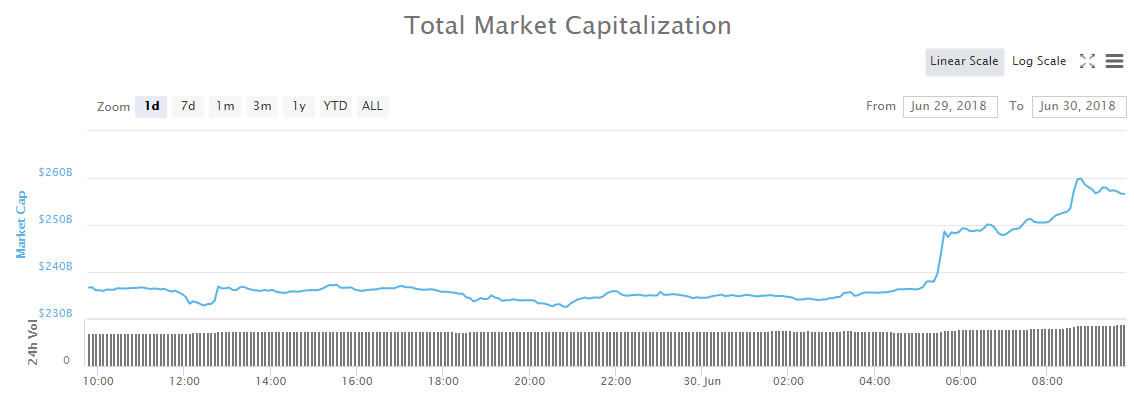 Total Market Capitalization
Linear Scale Log Scale
Zoom 1d 7d 1m 3m 1y YTD ALL From Jun 29, 2018 To Jun 30, 2018
Market Cap
$260B
$250B
$240B
$230B
24h Vol
0
10:00 12:00 14:00 16:00 18:00 20:00 22:00 30. Jun 02:00 04:00 06:00 08:00